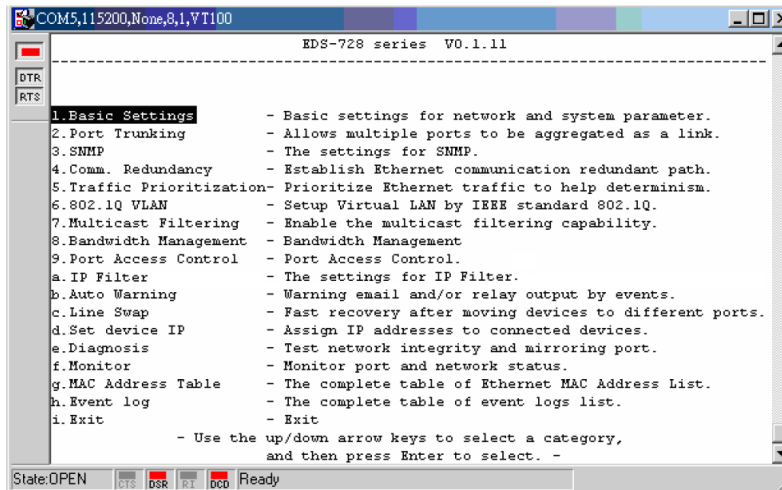 COM5,115200,None,8,1,VT100
EDS-728 series V0.1.11
DTR
RTS
1.Basic Settings - Basic settings for network and system parameter.
2.Port Trunking - Allows multiple ports to be aggregated as a link.
3.SNMP - The settings for SNMP.
4.Comm. Redundancy - Establish Ethernet communication redundant path.
5.Traffic Prioritization- Prioritize Ethernet traffic to help determinism.
6.802.1Q VLAN - Setup Virtual LAN by IEEE standard 802.1Q.
7.Multicast Filtering - Enable the multicast filtering capability.
8.Bandwidth Management - Bandwidth Management
9.Port Access Control - Port Access Control.
a.IP Filter - The settings for IP Filter.
b.Auto Warning - Warning email and/or relay output by events.
c.Line Swap - Fast recovery after moving devices to different ports.
d.Set device IP - Assign IP addresses to connected devices.
e.Diagnosis - Test network integrity and mirroring port.
f.Monitor - Monitor port and network status.
g.MAC Address Table - The complete table of Ethernet MAC Address List.
h.Event log - The complete table of event logs list.
i.Exit - Exit
- Use the up/down arrow keys to select a category,
and then press Enter to select. -
State:OPEN CTS DSR RI DCD Ready